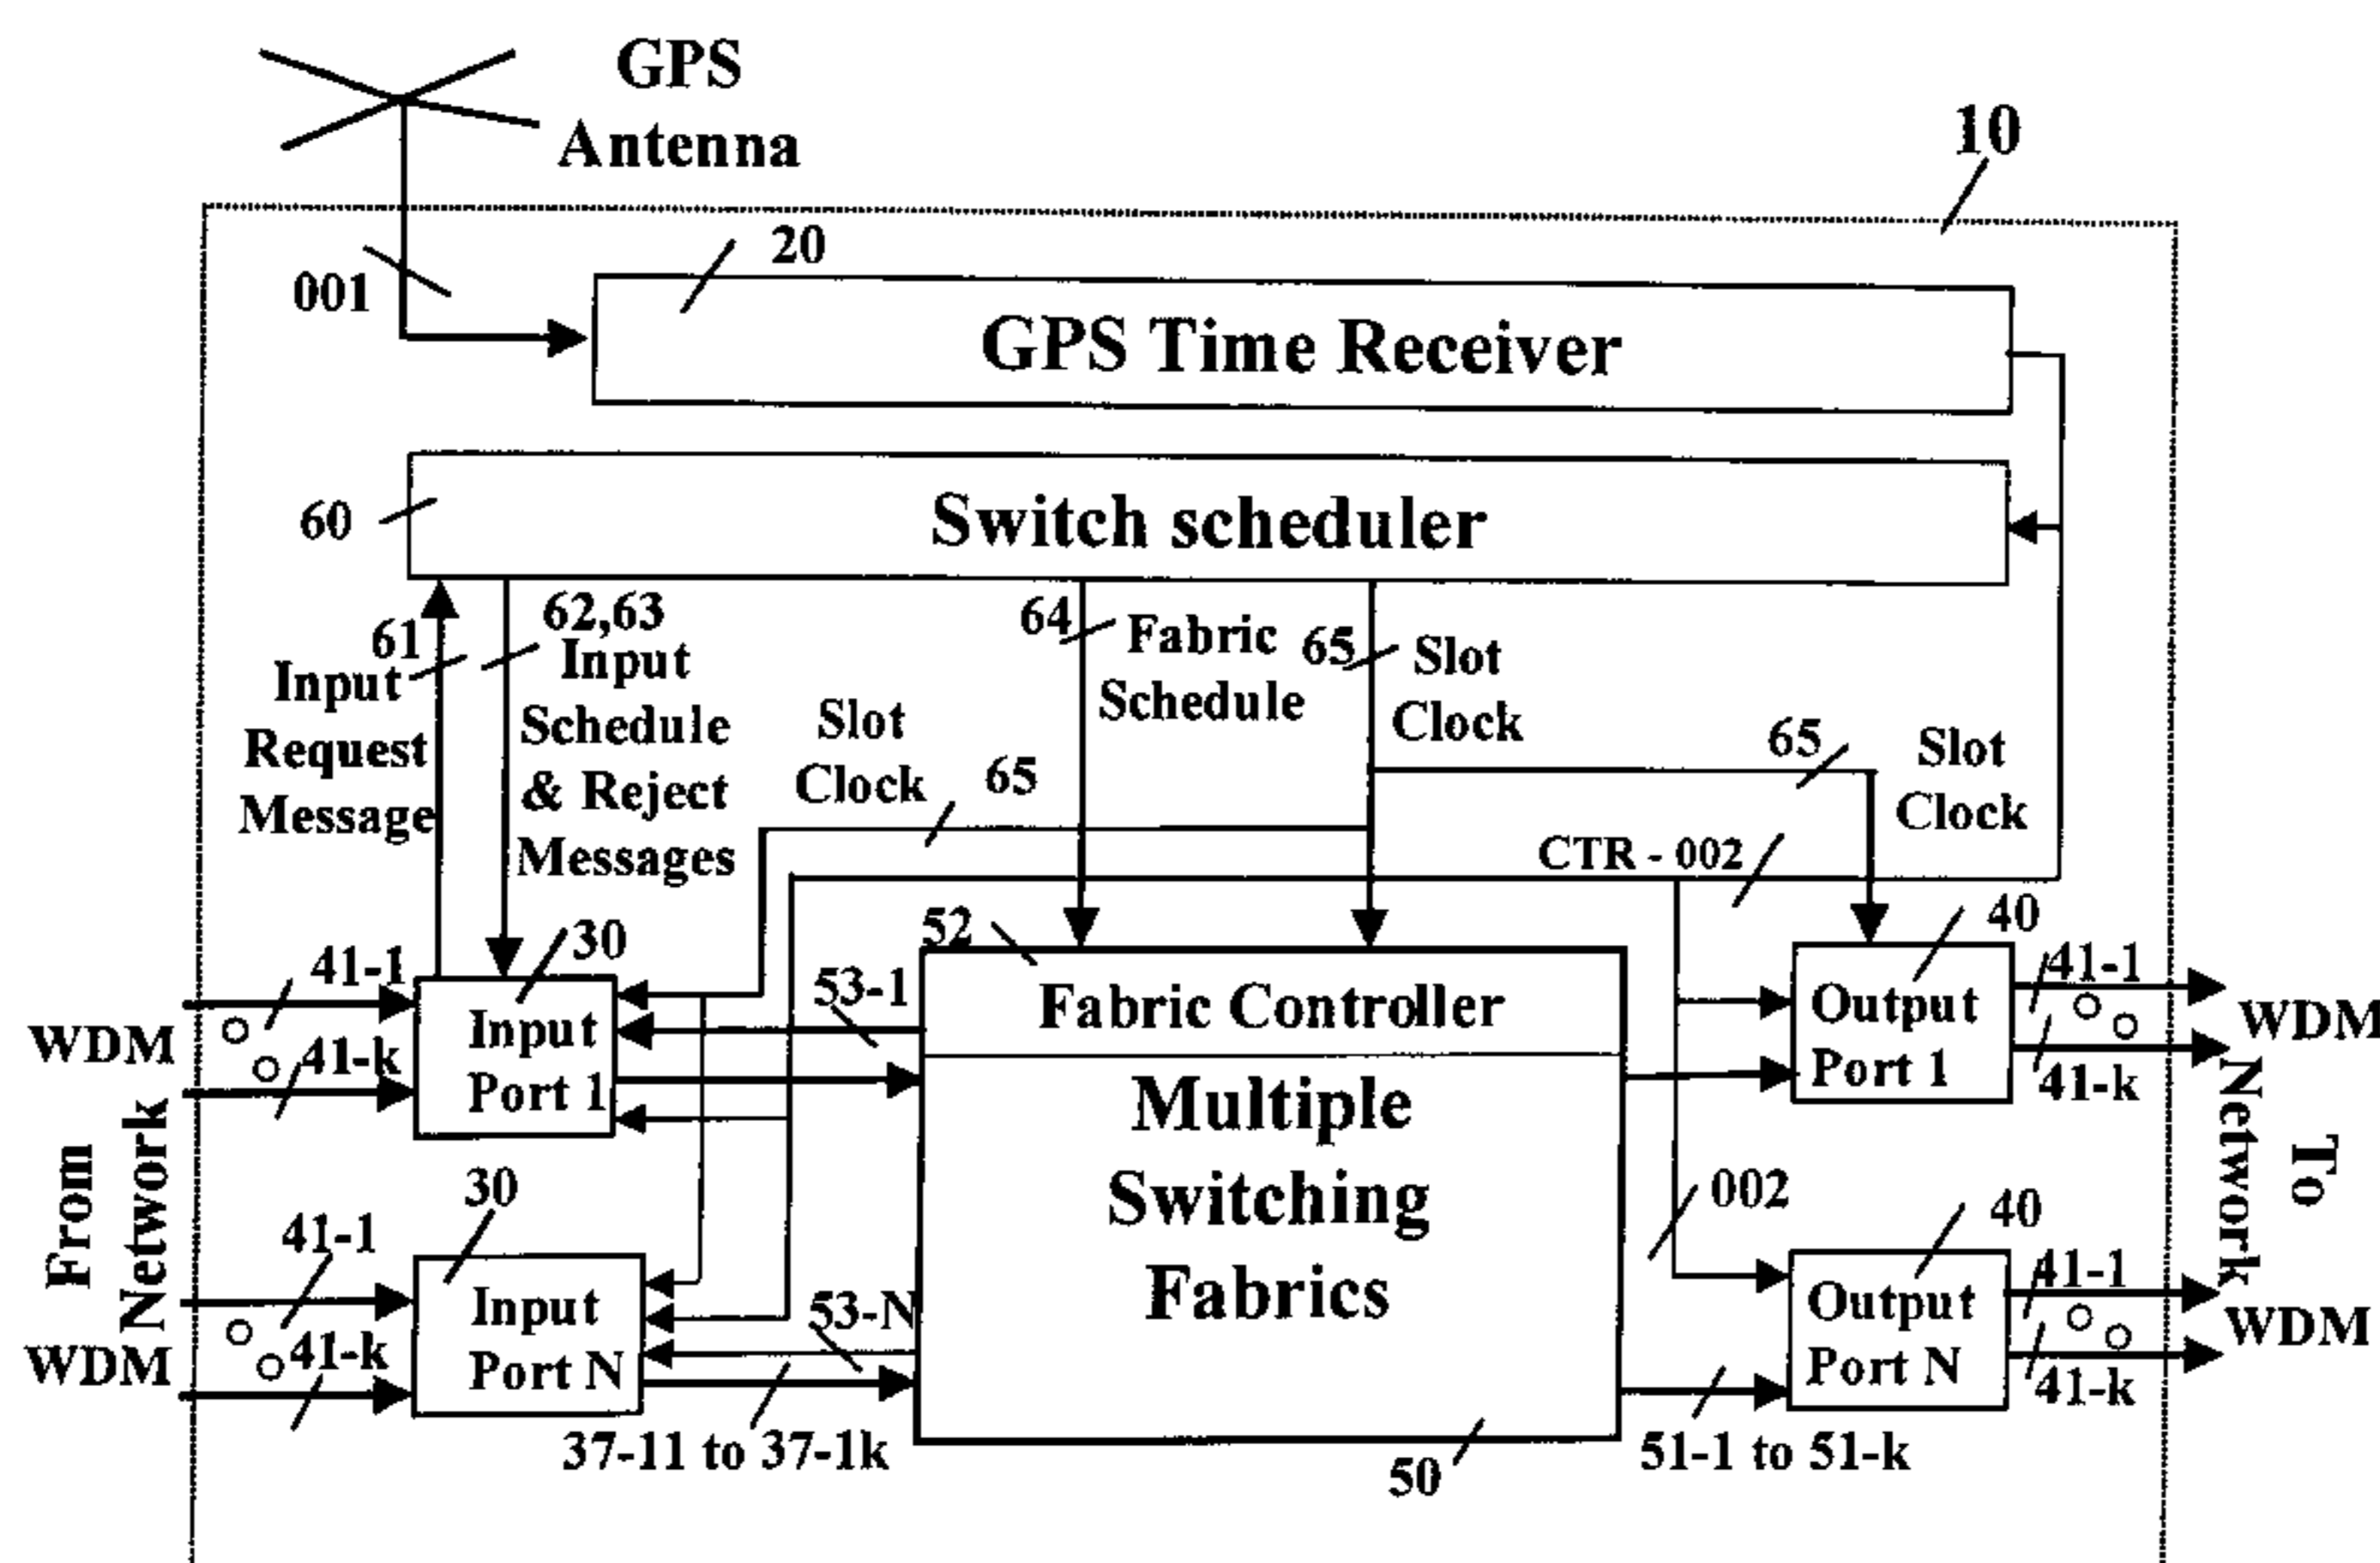 GPS
Antenna
10
001
20
GPS Time Receiver
60
Switch scheduler
61
Input
Request
Message
62,63
Input
Schedule
& Reject
Messages
64
Fabric
Schedule
65
Slot
Clock
Slot
Clock
65
65
Slot
Clock
CTR - 002
52
Fabric Controller
Multiple
Switching
Fabrics
50
30
Input
Port 1
41-1
41-k
WDM
From
Network
30
Input
Port N
41-1
41-k
WDM
53-1
53-N
37-11 to 37-1k
40
Output
Port 1
41-1
41-k
WDM
To
Network
002
40
Output
Port N
41-1
41-k
WDM
51-1 to 51-k